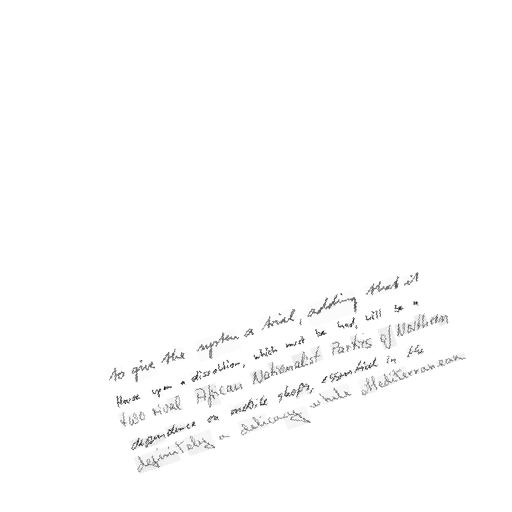 to give the system a trial, adding that it
House upon a dissolution, which must be had, will be a
two rival African Nationalist Parties of Northern
dependence on mobile shops, essential in the
definitely a delicacy while Mediterranean